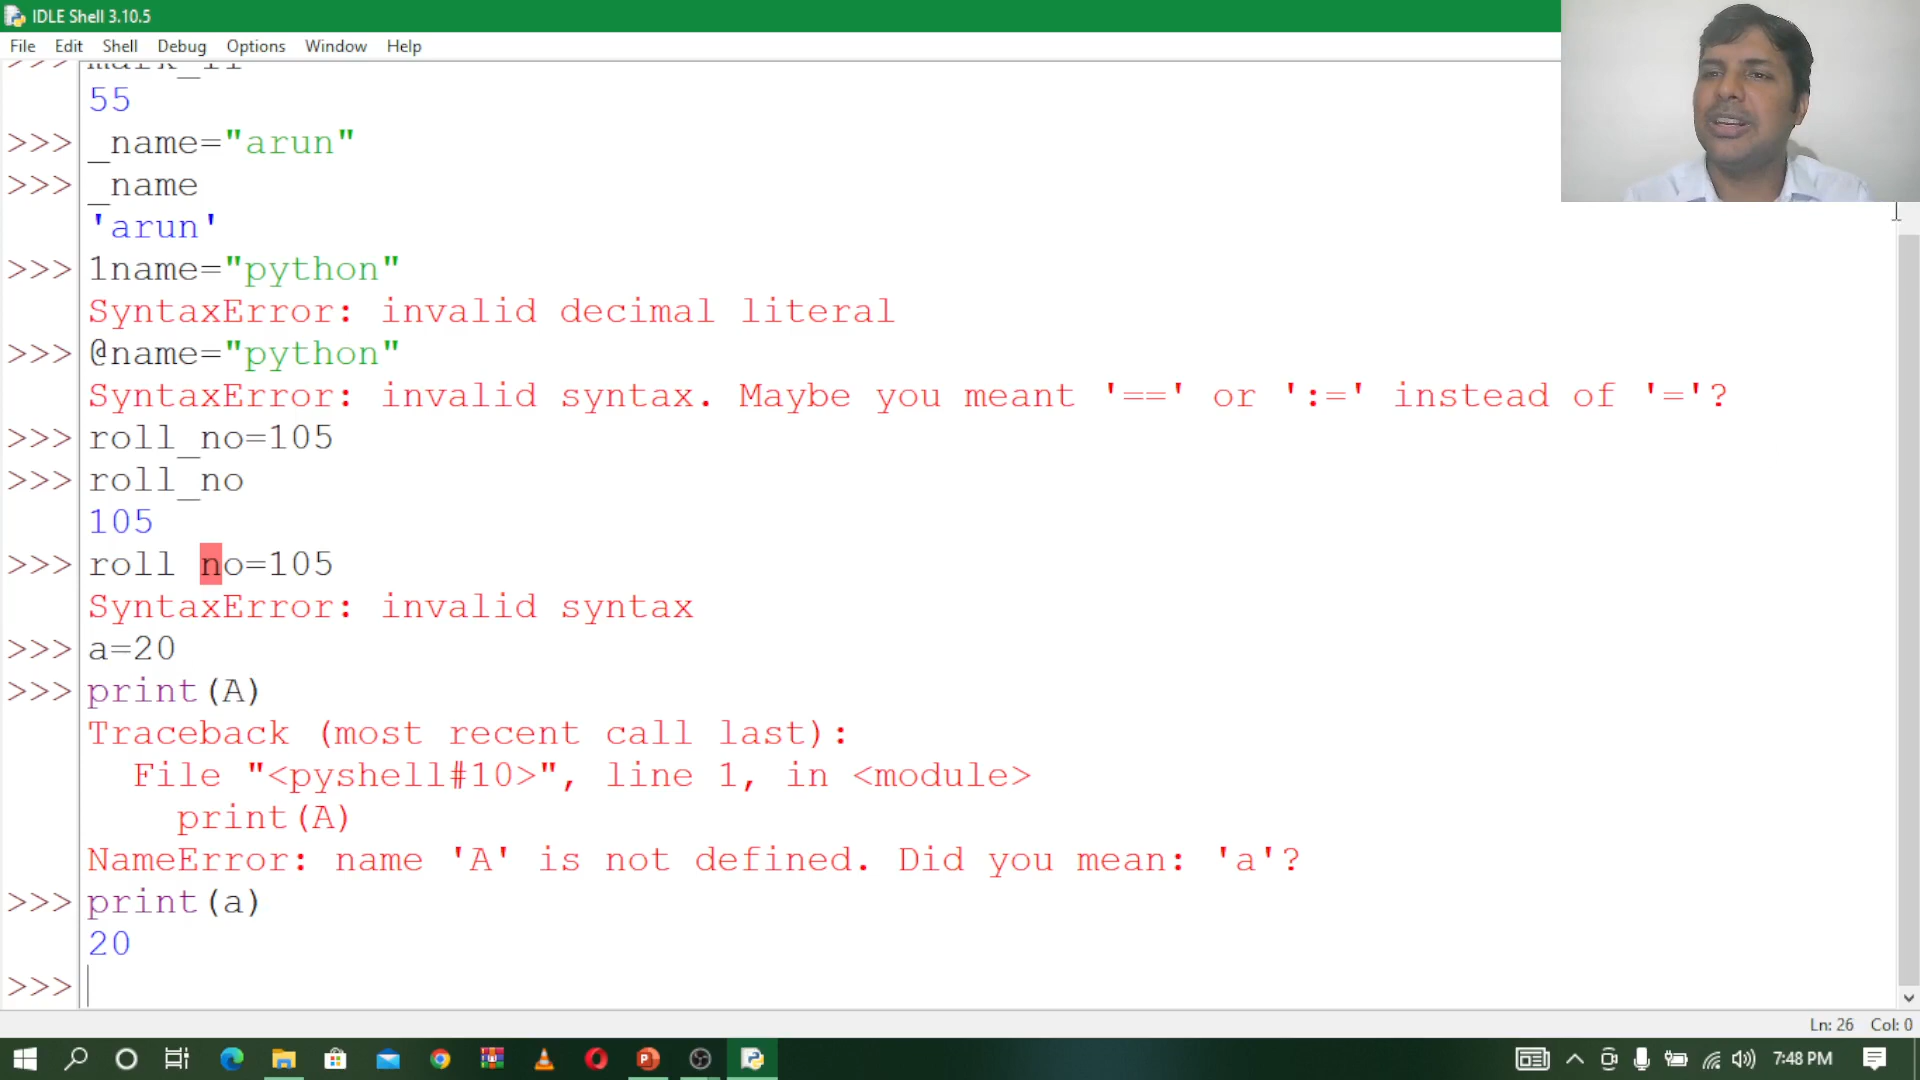 IDLE Shell 3.10.5
File Edit Shell Debug Options Window Help
55
>>> _name="arun"
>>> _name
'arun'
>>> 1name="python"
SyntaxError: invalid decimal literal
>>> @name="python"
SyntaxError: invalid syntax. Maybe you meant '==' or ':=' instead of '='?
>>> roll_no=105
>>> roll_no
105
>>> roll no=105
SyntaxError: invalid syntax
>>> a=20
>>> print(A)
Traceback (most recent call last):
  File "<pyshell#10>", line 1, in <module>
    print(A)
NameError: name 'A' is not defined. Did you mean: 'a'?
>>> print(a)
20
>>>
Ln: 26 Col: 0
7:48 PM